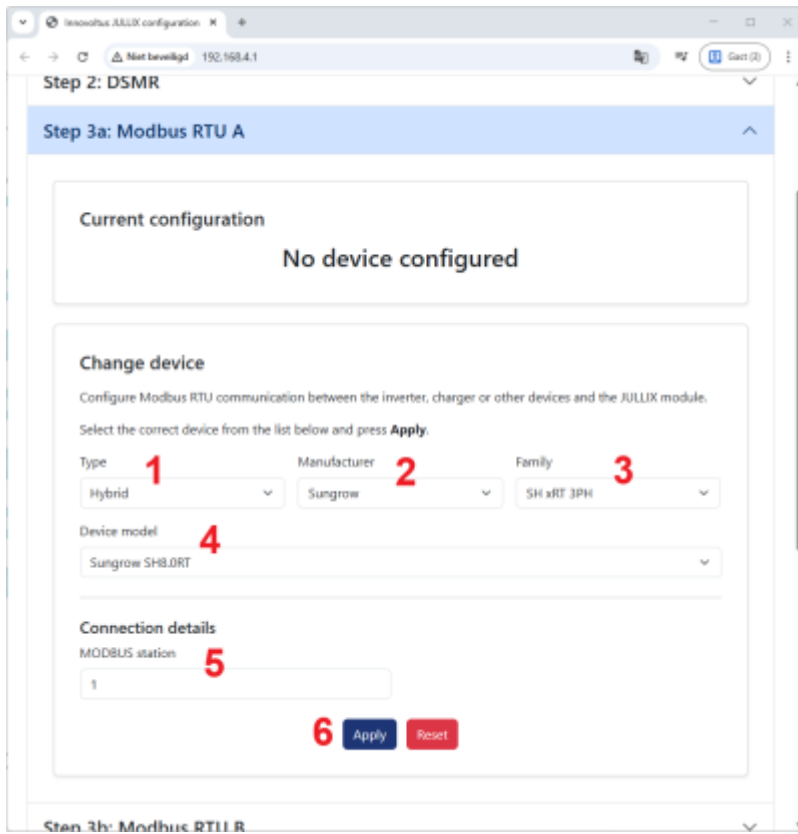 Innovoltus JULLIX configuration
Niet beveiligd 192.168.4.1 Gast (3)
Step 2: DSMR
Step 3a: Modbus RTU A
Current configuration
No device configured
Change device
Configure Modbus RTU communication between the inverter, charger or other devices and the JULLIX module.
Select the correct device from the list below and press Apply.
Type 1 Manufacturer 2 Family 3
Hybrid Sungrow SH xRT 3PH
Device model 4
Sungrow SH8.0RT
Connection details
MODBUS station 5
1
6 Apply Reset
Step 3b: Modbus RTU B